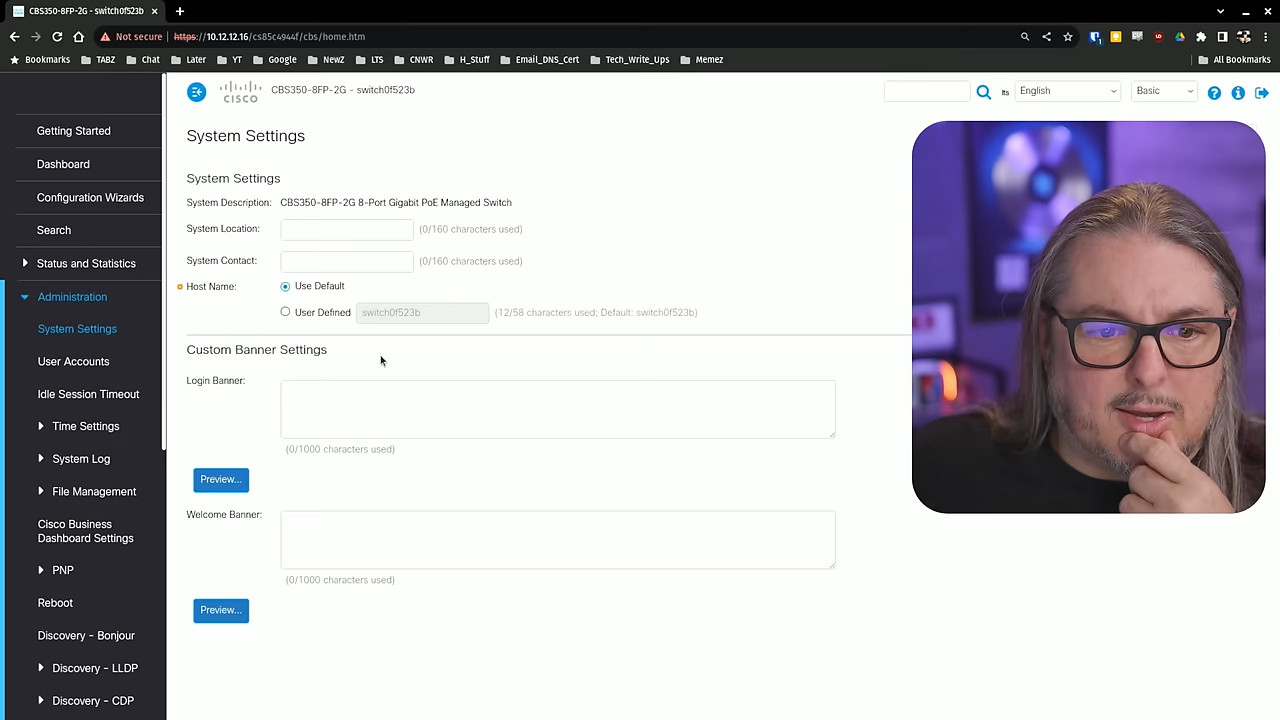 CBS350-8FP-2G - switch0f523b
Not secure
https://10.12.12.16/cs85c4944f/cbs/home.htm
Bookmarks TABZ Chat Later YT Google NewZ LTS CNWR H_Stuff Email_DNS_Cert Tech_Write_Ups Memez All Bookmarks
CISCO
CBS350-8FP-2G - switch0f523b
lts
English
Basic
Getting Started
Dashboard
Configuration Wizards
Search
Status and Statistics
Administration
System Settings
User Accounts
Idle Session Timeout
Time Settings
System Log
File Management
Cisco Business
Dashboard Settings
PNP
Reboot
Discovery - Bonjour
Discovery - LLDP
Discovery - CDP
System Settings
System Settings
System Description: CBS350-8FP-2G 8-Port Gigabit PoE Managed Switch
System Location: (0/160 characters used)
System Contact: (0/160 characters used)
Host Name: Use Default
User Defined switch0f523b (12/58 characters used; Default: switch0f523b)
Custom Banner Settings
Login Banner:
(0/1000 characters used)
Preview...
Welcome Banner:
(0/1000 characters used)
Preview...